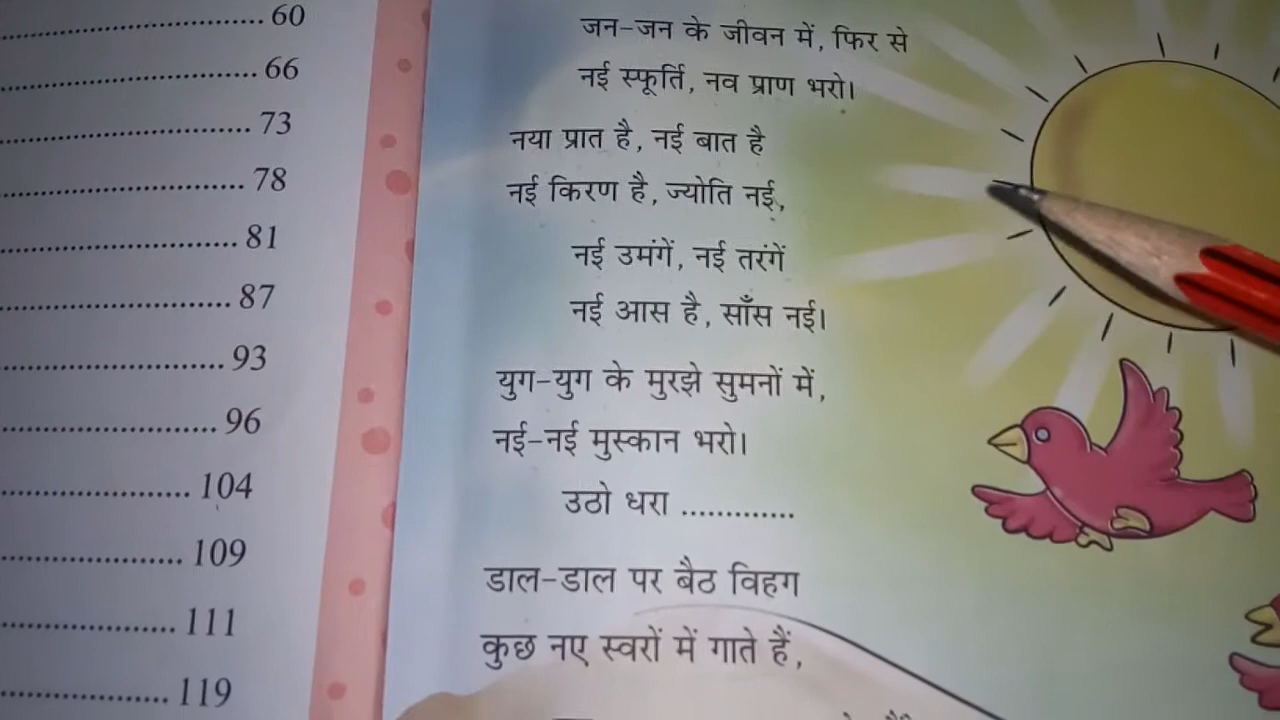 ............................ 60
............................ 66
............................ 73
............................ 78
............................ 81
............................ 87
............................ 93
............................ 96
........................ 104
....................... 109
...................... 111
..................... 119
जन-जन के जीवन में, फिर से
नई स्फूर्ति, नव प्राण भरो।
नया प्रात है, नई बात है
नई किरण है, ज्योति नई,
नई उमंगें, नई तरंगें
नई आस है, साँस नई।
युग-युग के मुरझे सुमनों में,
नई-नई मुस्कान भरो।
उठो धरा .............
डाल-डाल पर बैठ विहग
कुछ नए स्वरों में गाते हैं,